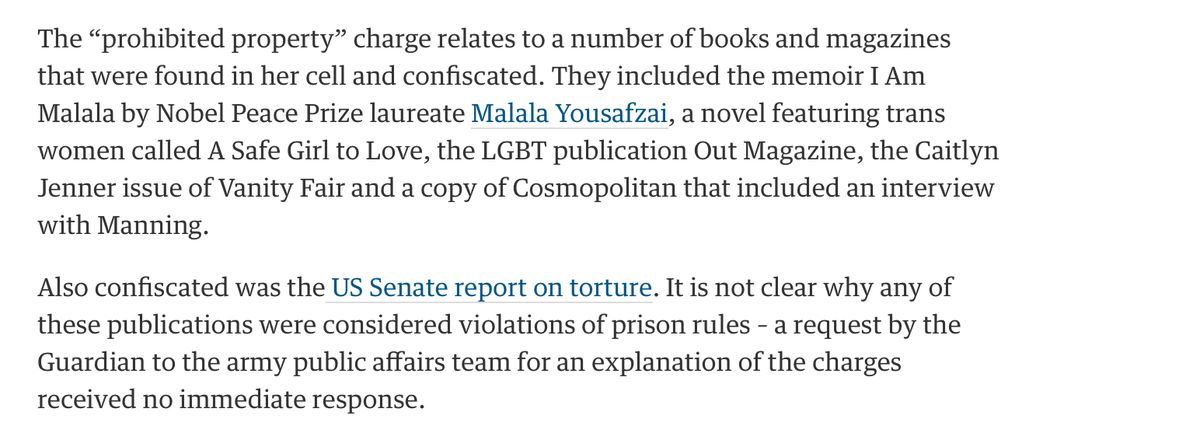 The “prohibited property” charge relates to a number of books and magazines
that were found in her cell and confiscated. They included the memoir I Am
Malala by Nobel Peace Prize laureate Malala Yousafzai, a novel featuring trans
women called A Safe Girl to Love, the LGBT publication Out Magazine, the Caitlyn
Jenner issue of Vanity Fair and a copy of Cosmopolitan that included an interview
with Manning.
Also confiscated was the US Senate report on torture. It is not clear why any of
these publications were considered violations of prison rules – a request by the
Guardian to the army public affairs team for an explanation of the charges
received no immediate response.